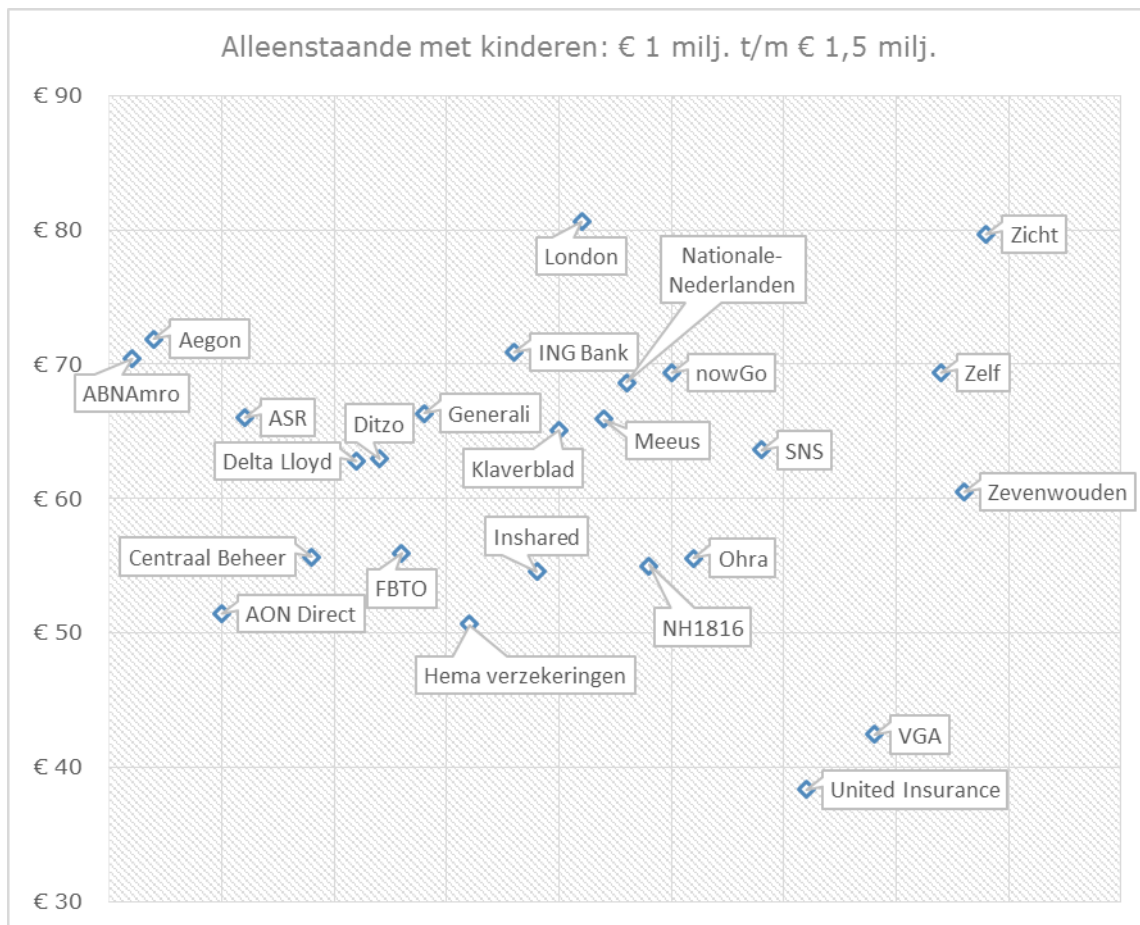 Alleenstaande met kinderen: € 1 milj. t/m € 1,5 milj.
€ 90
€ 80
€ 70
€ 60
€ 50
€ 40
€ 30
London
Nationale-
Nederlanden
Zicht
Aegon
ABNAmro
ING Bank
nowGo
Zelf
ASR
Ditzo
Generali
Delta Lloyd
Klaverblad
Meeus
SNS
Zevenwouden
Centraal Beheer
FBTO
Inshared
Ohra
AON Direct
NH1816
Hema verzekeringen
VGA
United Insurance